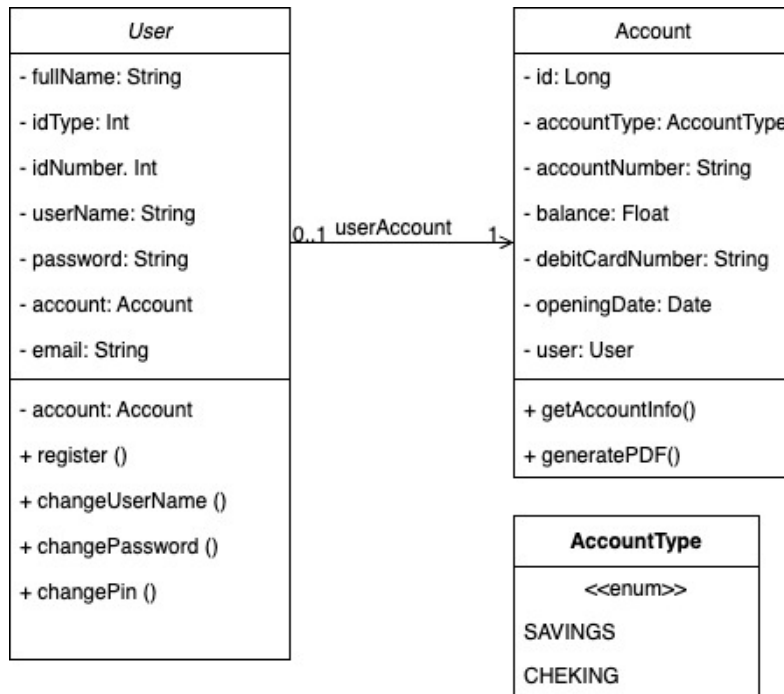 User
- fullName: String
- idType: Int
- idNumber. Int
- userName: String
- password: String
- account: Account
- email: String
- account: Account
+ register ()
+ changeUserName ()
+ changePassword ()
+ changePin ()
0..1 userAccount 1
Account
- id: Long
- accountType: AccountType
- accountNumber: String
- balance: Float
- debitCardNumber: String
- openingDate: Date
- user: User
+ getAccountInfo()
+ generatePDF()
AccountType
<<enum>>
SAVINGS
CHEKING